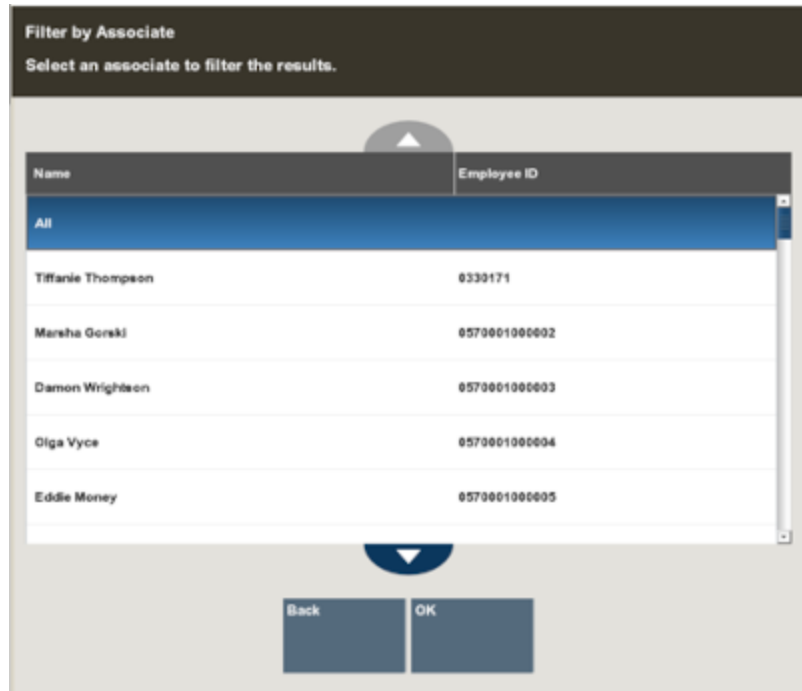 Filter by Associate
Select an associate to filter the results.
Name Employee ID
All
Tiffanie Thompson 0330171
Marsha Gorski 0570001000002
Damon Wrightson 0570001000003
Olga Vyce 0570001000004
Eddie Money 0570001000005
Back OK